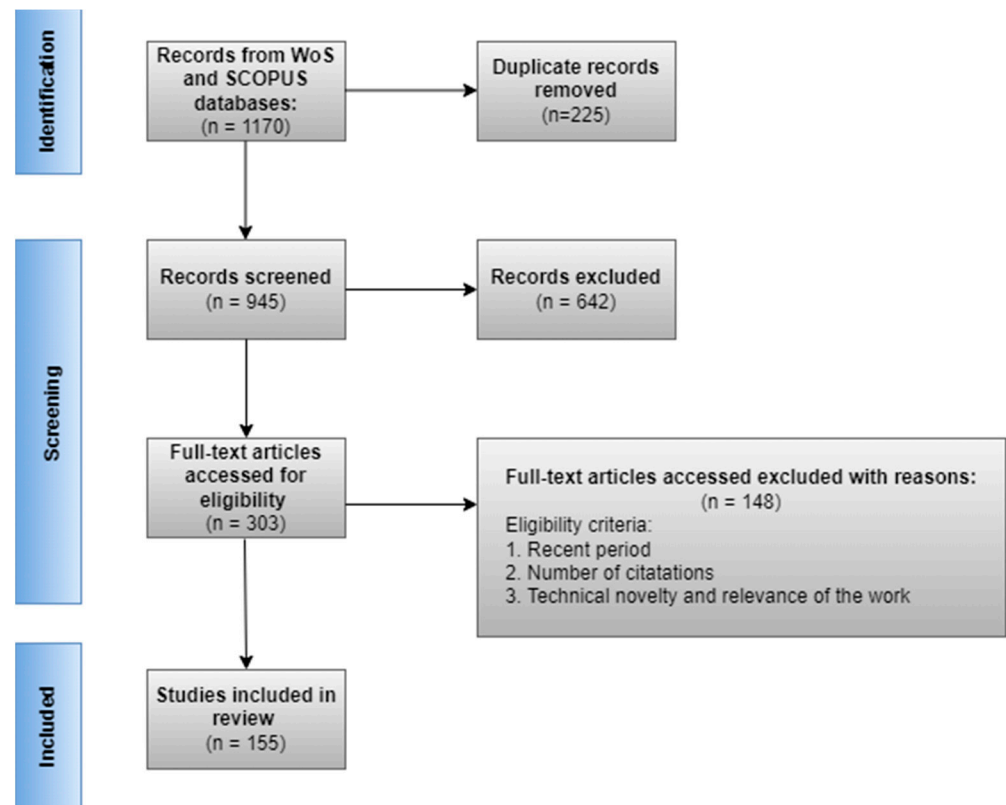 Identification
Records from WoS
and SCOPUS
databases:
(n = 1170)
Duplicate records
removed
(n=225)
Screening
Records screened
(n = 945)
Records excluded
(n = 642)
Full-text articles
accessed for
eligibility
(n = 303)
Full-text articles accessed excluded with reasons:
(n = 148)
Eligibility criteria:
1. Recent period
2. Number of citatations
3. Technical novelty and relevance of the work
Included
Studies included in
review
(n = 155)